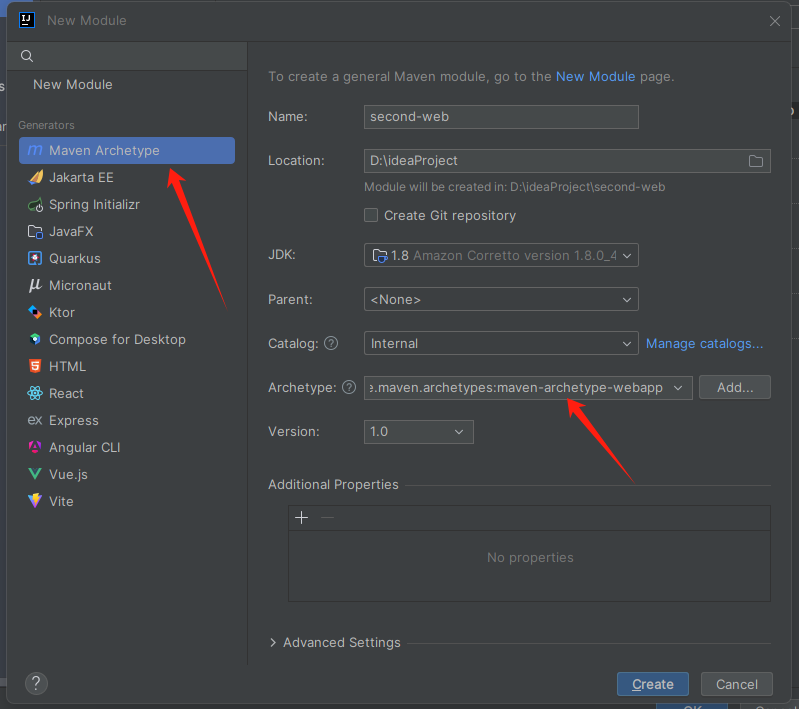 New Module
New Module
Generators
Maven Archetype
Jakarta EE
Spring Initializr
JavaFX
Quarkus
Micronaut
Ktor
Compose for Desktop
HTML
React
Express
Angular CLI
Vue.js
Vite
To create a general Maven module, go to the New Module page.
Name: second-web
Location: D:\ideaProject
Module will be created in: D:\ideaProject\second-web
Create Git repository
JDK: 1.8 Amazon Corretto version 1.8.0_4
Parent: <None>
Catalog: Internal Manage catalogs...
Archetype: e.maven.archetypes:maven-archetype-webapp Add...
Version: 1.0
Additional Properties
No properties
Advanced Settings
Create Cancel